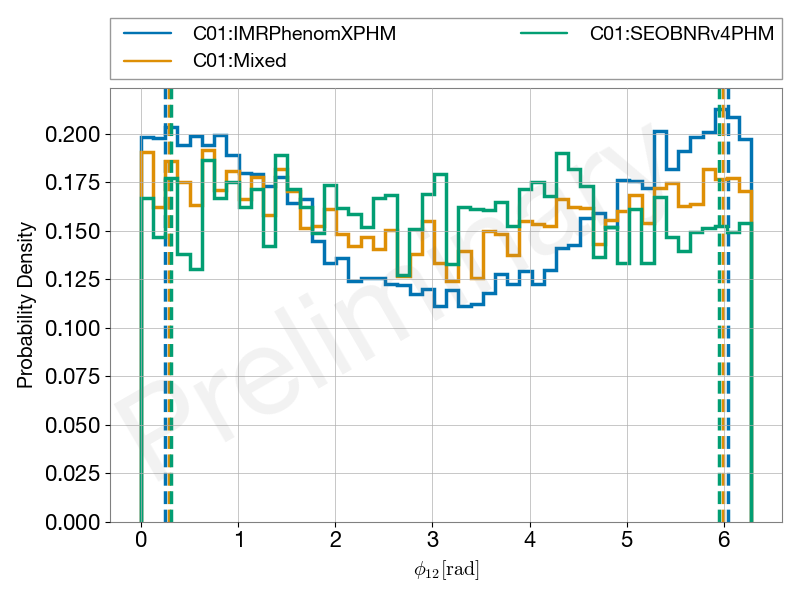 C01:IMRPhenomXPHM
C01:SEOBNRv4PHM
C01:Mixed
Preliminary
Probability Density
0.200
0.175
0.150
0.125
0.100
0.075
0.050
0.025
0.000
0 1 2 3 4 5 6
ϕ₁₂[rad]